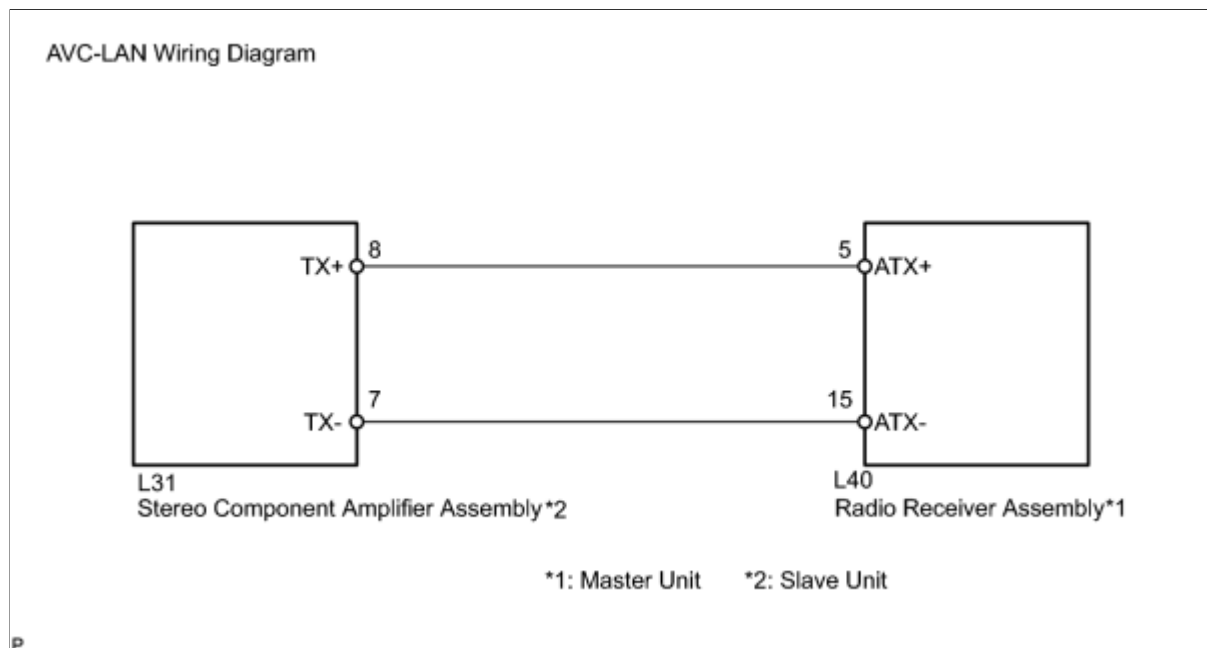 AVC-LAN Wiring Diagram
8 5
TX+ ATX+
7 15
TX- ATX-
L31 L40
Stereo Component Amplifier Assembly*2 Radio Receiver Assembly*1
*1: Master Unit *2: Slave Unit
P